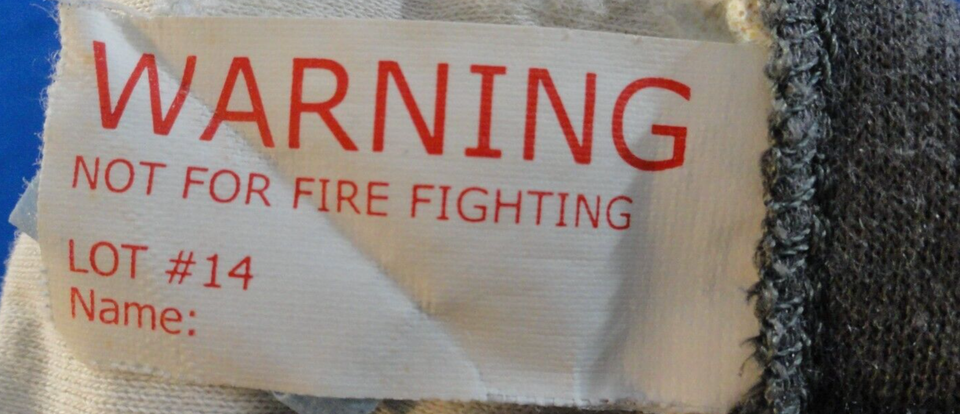 WARNING
NOT FOR FIRE FIGHTING
LOT #14
Name: